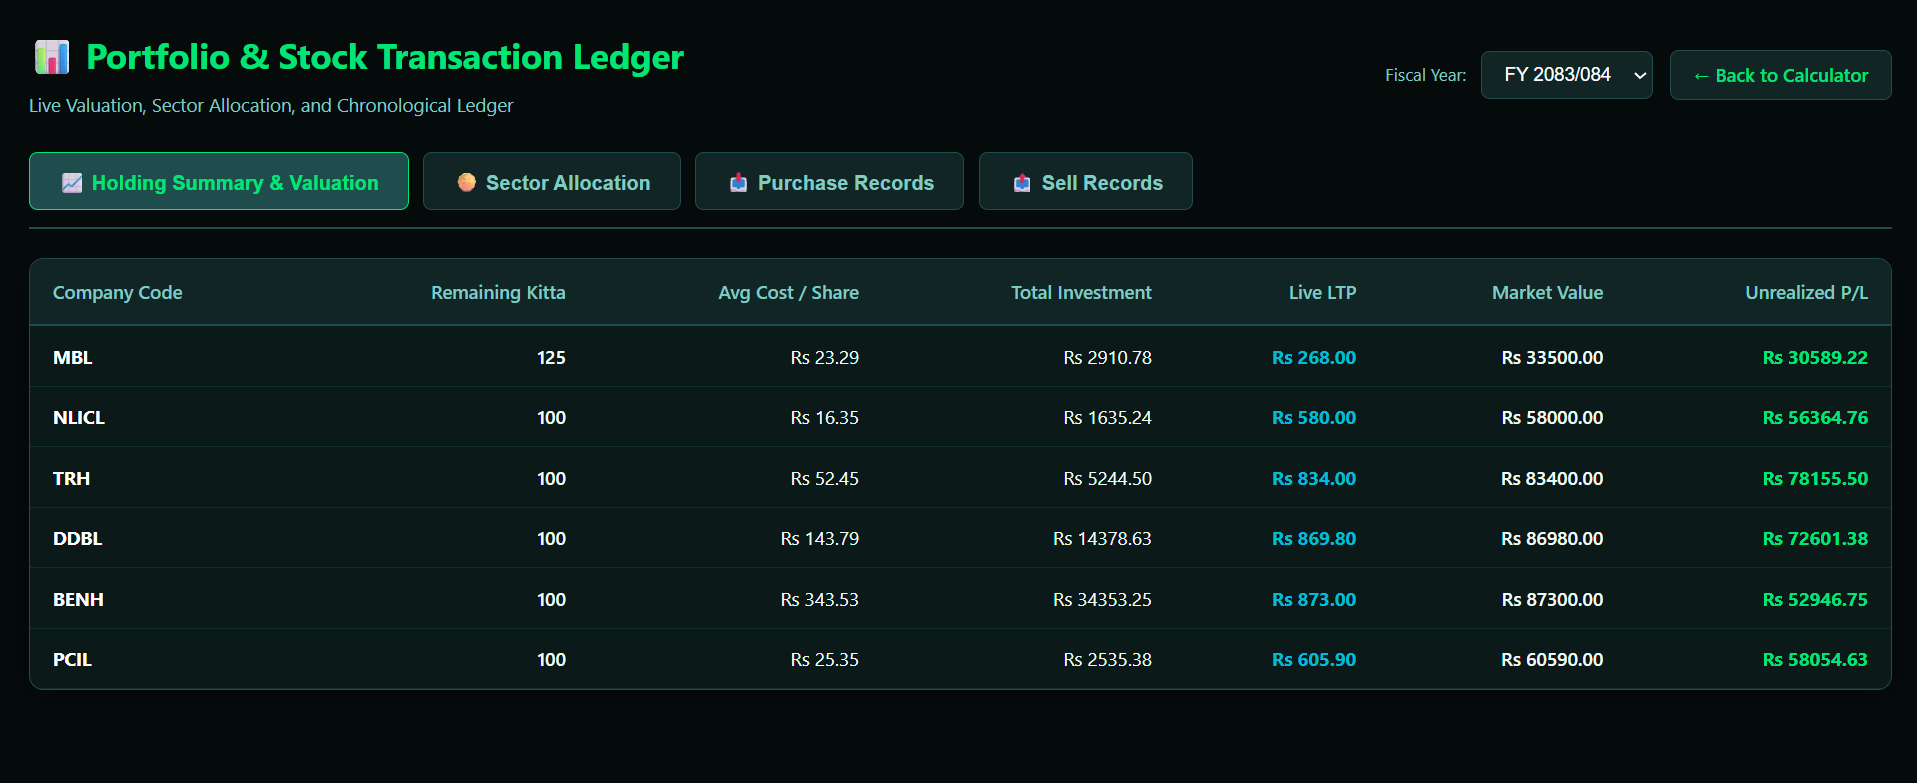 Portfolio & Stock Transaction Ledger
Live Valuation, Sector Allocation, and Chronological Ledger
Fiscal Year: FY 2083/084 ← Back to Calculator
Holding Summary & Valuation Sector Allocation Purchase Records Sell Records
Company Code Remaining Kitta Avg Cost / Share Total Investment Live LTP Market Value Unrealized P/L
MBL 125 Rs 23.29 Rs 2910.78 Rs 268.00 Rs 33500.00 Rs 30589.22
NLICL 100 Rs 16.35 Rs 1635.24 Rs 580.00 Rs 58000.00 Rs 56364.76
TRH 100 Rs 52.45 Rs 5244.50 Rs 834.00 Rs 83400.00 Rs 78155.50
DDBL 100 Rs 143.79 Rs 14378.63 Rs 869.80 Rs 86980.00 Rs 72601.38
BENH 100 Rs 343.53 Rs 34353.25 Rs 873.00 Rs 87300.00 Rs 52946.75
PCIL 100 Rs 25.35 Rs 2535.38 Rs 605.90 Rs 60590.00 Rs 58054.63